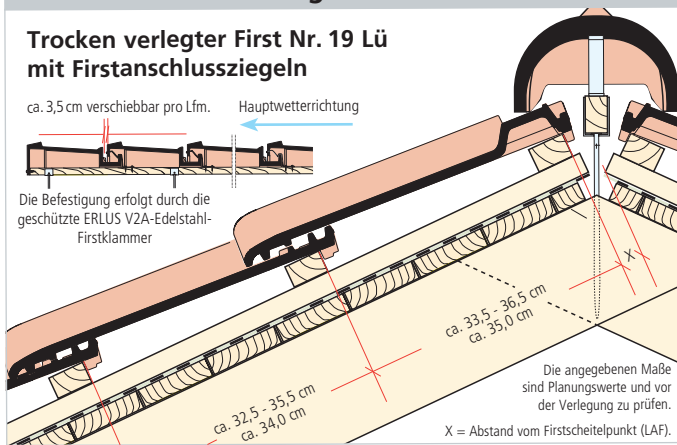 Trocken verlegter First Nr. 19 Lü
mit Firstanschlussziegeln
ca. 3,5 cm verschiebbar pro Lfm.
Hauptwetterrichtung
Die Befestigung erfolgt durch die
geschützte ERLUS V2A-Edelstahl-
Firstklammer
X
ca. 33,5 - 36,5 cm
ca. 35,0 cm
ca. 32,5 - 35,5 cm
ca. 34,0 cm
Die angegebenen Maße
sind Planungswerte und vor
der Verlegung zu prüfen.
X = Abstand vom Firstscheitelpunkt (LAF).